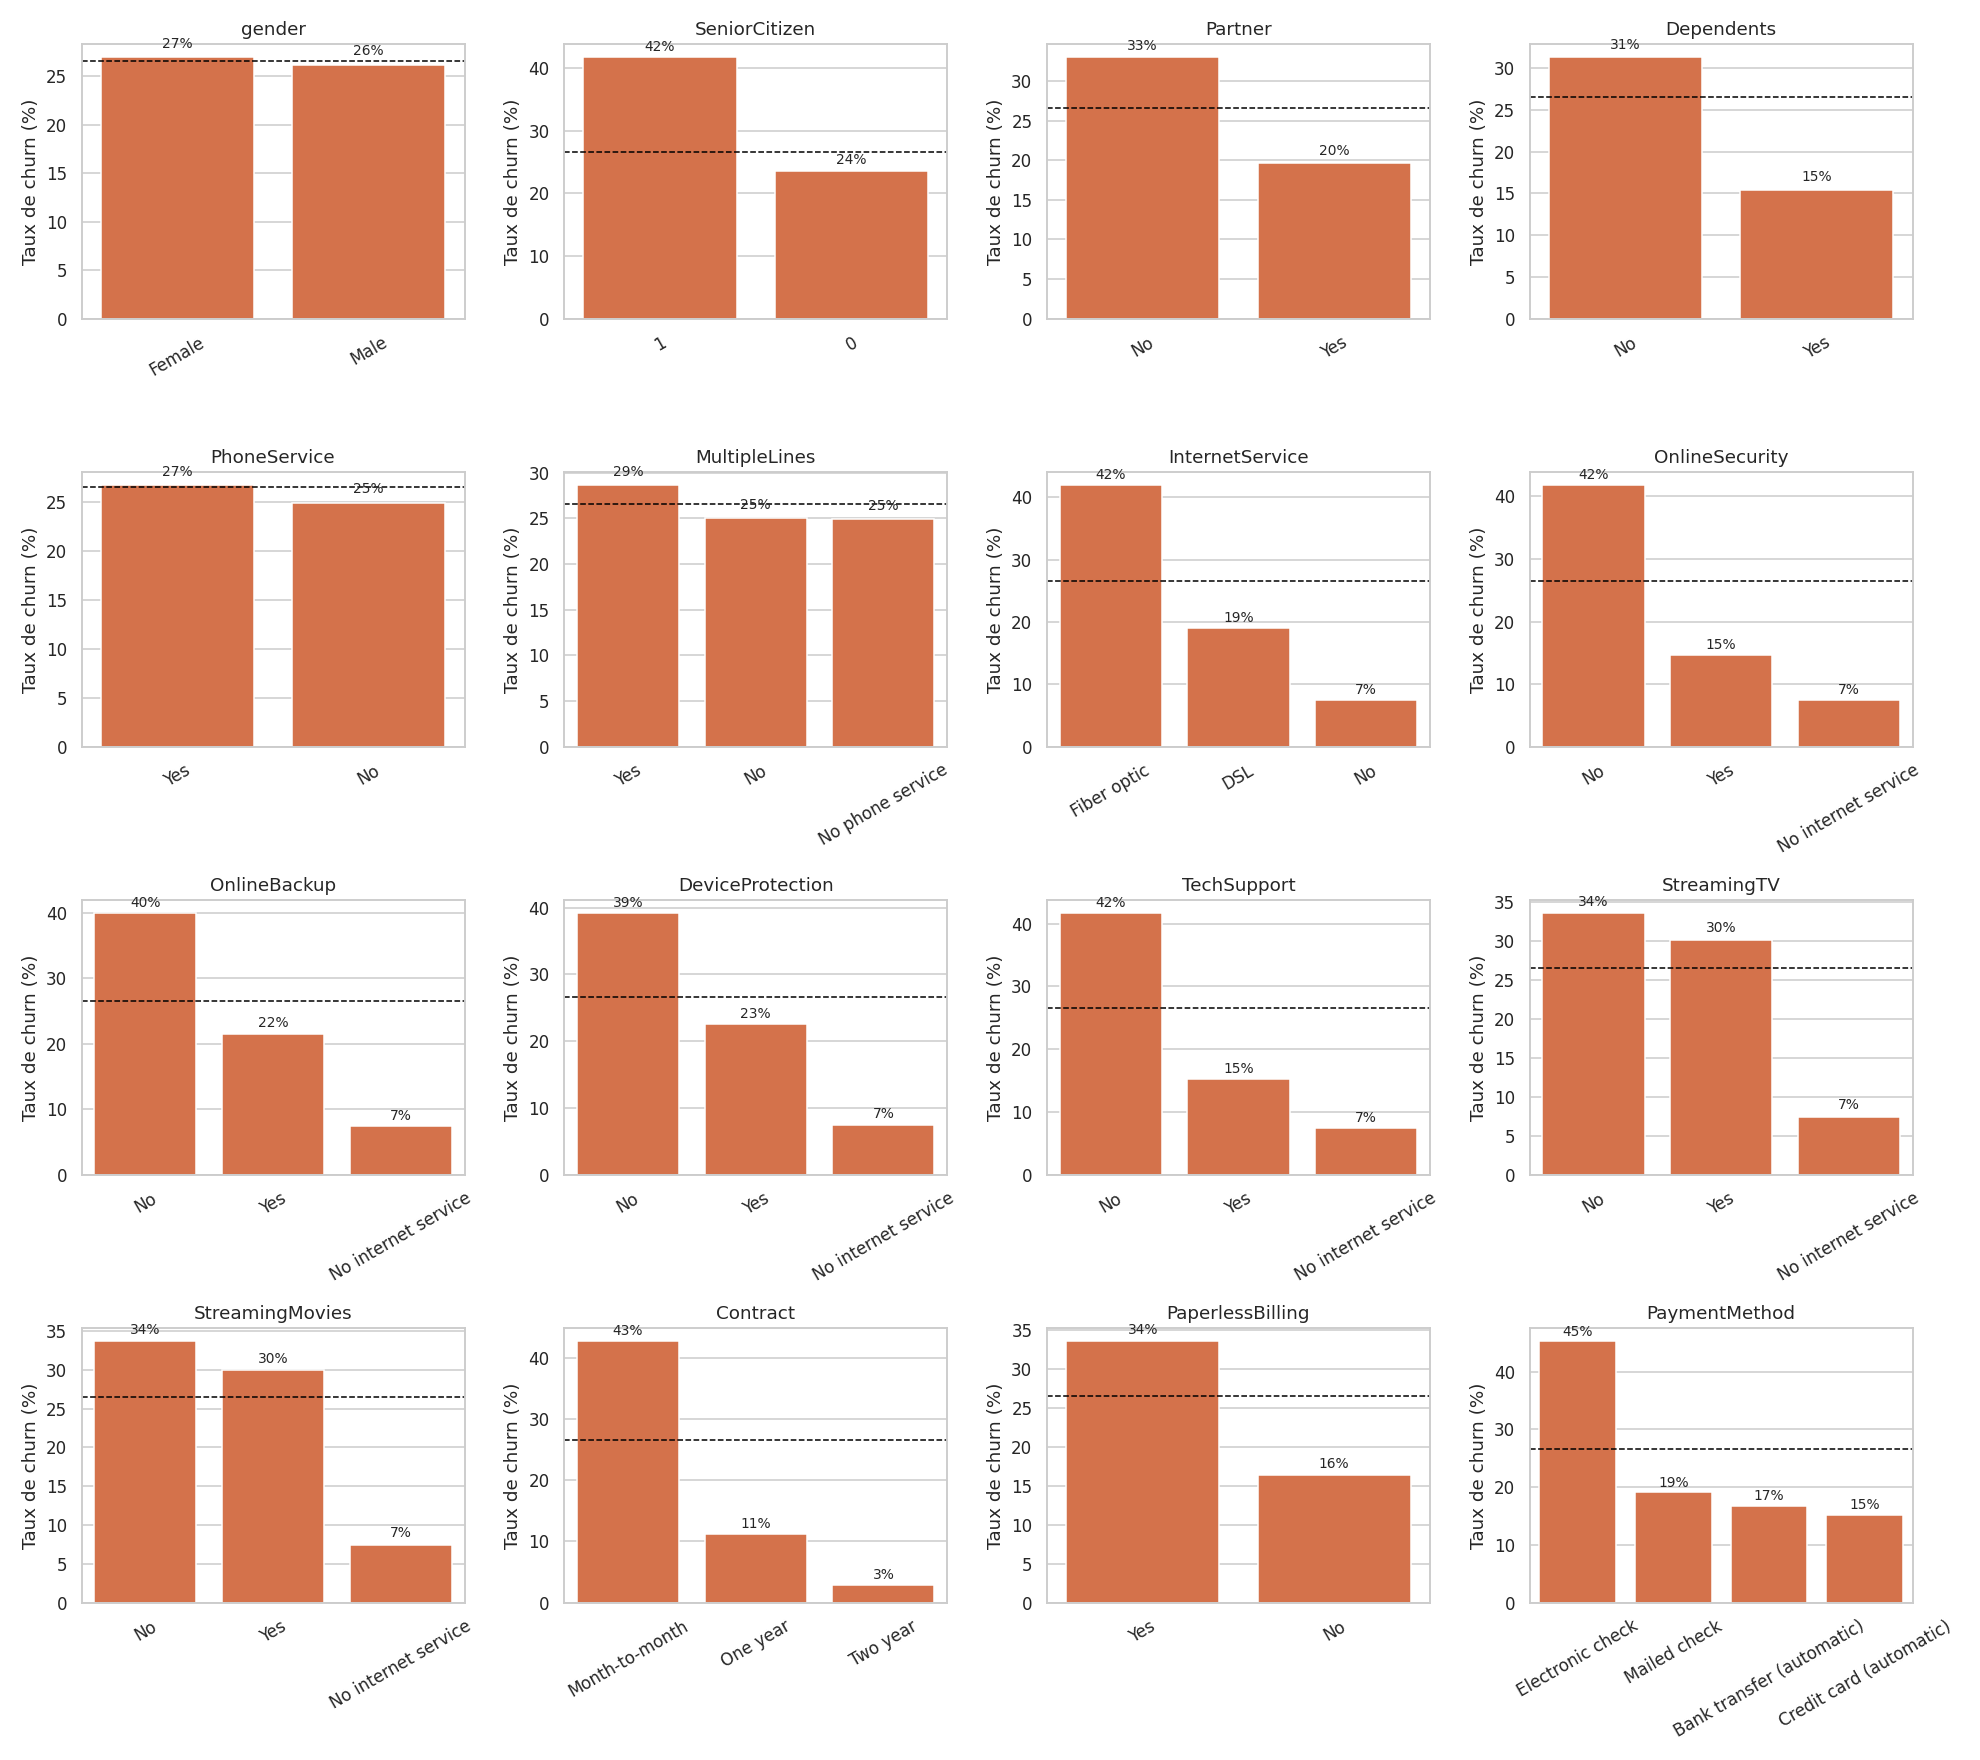 gender
27%
26%
Taux de churn (%)
25
20
15
10
5
0
Female
Male
SeniorCitizen
42%
24%
Taux de churn (%)
40
30
20
10
0
1
0
Partner
33%
20%
Taux de churn (%)
30
25
20
15
10
5
0
No
Yes
Dependents
31%
15%
Taux de churn (%)
30
25
20
15
10
5
0
No
Yes
PhoneService
27%
25%
Taux de churn (%)
25
20
15
10
5
0
Yes
No
MultipleLines
29%
25%
25%
Taux de churn (%)
30
25
20
15
10
5
0
Yes
No
No phone service
InternetService
42%
19%
7%
Taux de churn (%)
40
30
20
10
0
Fiber optic
DSL
No
OnlineSecurity
42%
15%
7%
Taux de churn (%)
40
30
20
10
0
No
Yes
No internet service
OnlineBackup
40%
22%
7%
Taux de churn (%)
40
30
20
10
0
No
Yes
No internet service
DeviceProtection
39%
23%
7%
Taux de churn (%)
40
30
20
10
0
No
Yes
No internet service
TechSupport
42%
15%
7%
Taux de churn (%)
40
30
20
10
0
No
Yes
No internet service
StreamingTV
34%
30%
7%
Taux de churn (%)
35
30
25
20
15
10
5
0
No
Yes
No internet service
StreamingMovies
34%
30%
7%
Taux de churn (%)
35
30
25
20
15
10
5
0
No
Yes
No internet service
Contract
43%
11%
3%
Taux de churn (%)
40
30
20
10
0
Month-to-month
One year
Two year
PaperlessBilling
34%
16%
Taux de churn (%)
35
30
25
20
15
10
5
0
Yes
No
PaymentMethod
45%
19%
17%
15%
Taux de churn (%)
40
30
20
10
0
Electronic check
Mailed check
Bank transfer (automatic)
Credit card (automatic)